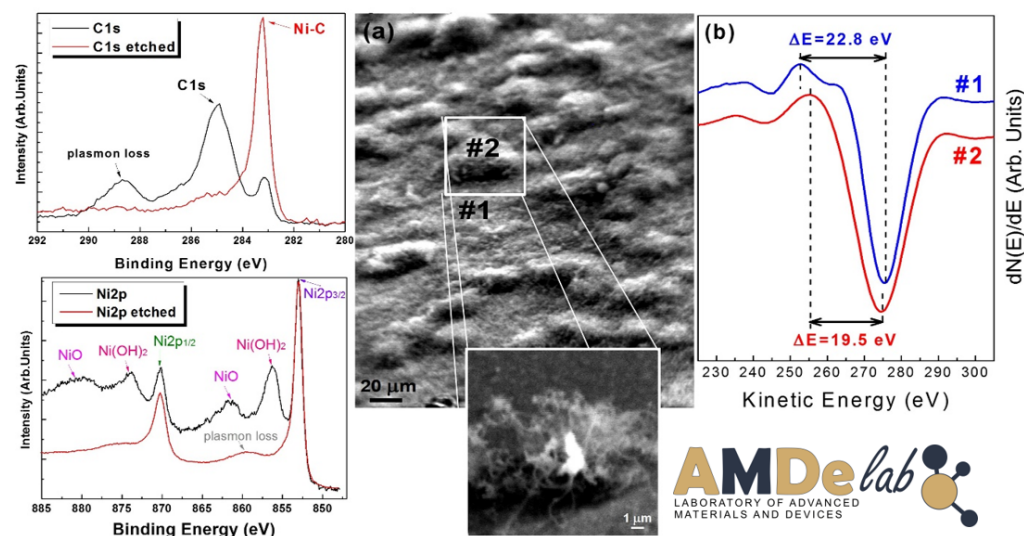 C1s
C1s etched
Ni-C
C1s
plasmon loss
Intensity (Arb.Units)
292 290 288 286 284 282 280
Binding Energy (eV)
Ni2p
Ni2p etched
Ni2p3/2
NiO
Ni(OH)2
Ni2p1/2
NiO
Ni(OH)2
plasmon loss
Intensity (Arb.Units)
885 880 875 870 865 860 855 850
Binding Energy (eV)
(a)
#2
#1
20 μm
1 μm
(b)
ΔE=22.8 eV
#1
#2
ΔE=19.5 eV
dN(E)/dE (Arb. Units)
230 240 250 260 270 280 290 300
Kinetic Energy (eV)
AMDe lab
LABORATORY OF ADVANCED
MATERIALS AND DEVICES